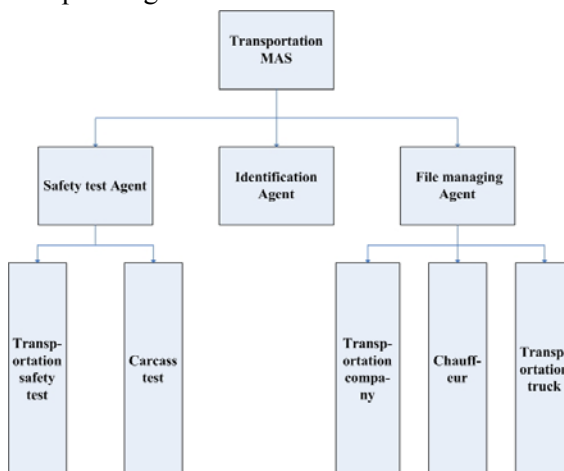 Transportation
MAS
Safety test Agent
Identification
Agent
File managing
Agent
Transp-
ortation
safety
test
Carcass
test
Transp-
ortation
compa-
ny
Chauff-
eur
Transp-
ortation
truck